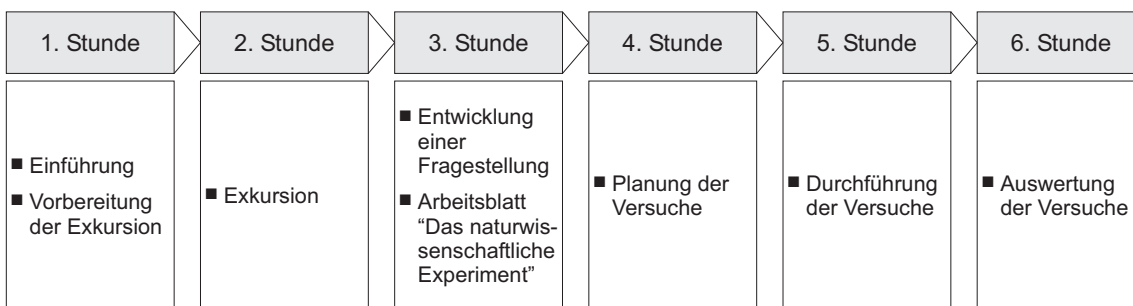 1. Stunde
2. Stunde
3. Stunde
4. Stunde
5. Stunde
6. Stunde
■ Einführung
■ Vorbereitung
der Exkursion
■ Exkursion
■ Entwicklung
einer
Fragestellung
■ Arbeitsblatt
“Das naturwis-
senschaftliche
Experiment”
■ Planung der
Versuche
■ Durchführung
der Versuche
■ Auswertung
der Versuche